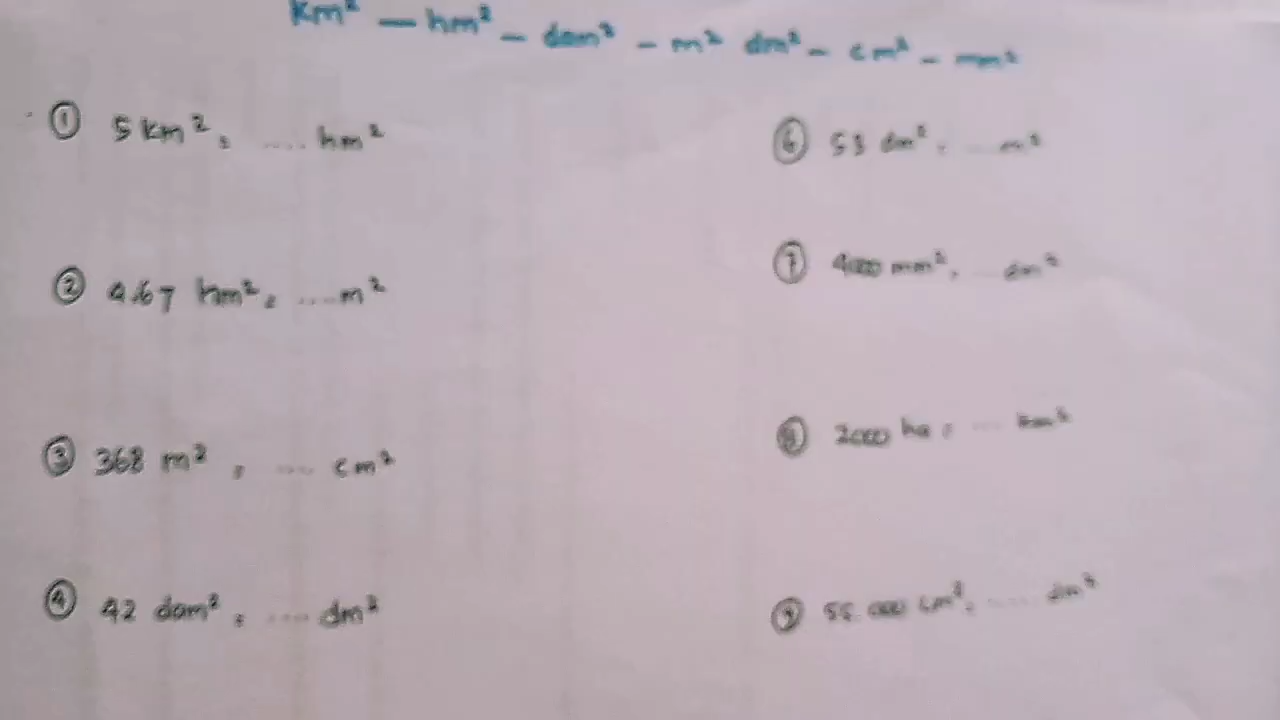 km² – hm² – dam² – m² dm² – cm² – mm²
① 5 km² = .... hm²
② 4.67 hm² = .... m²
③ 368 m² = .... cm²
④ 42 dam² = .... dm²
⑥ 53 dm² = .... m²
⑦ 4000 mm² = .... dm²
⑧ 2000 ha = .... km²
⑨ 55.000 cm² = .... dm²